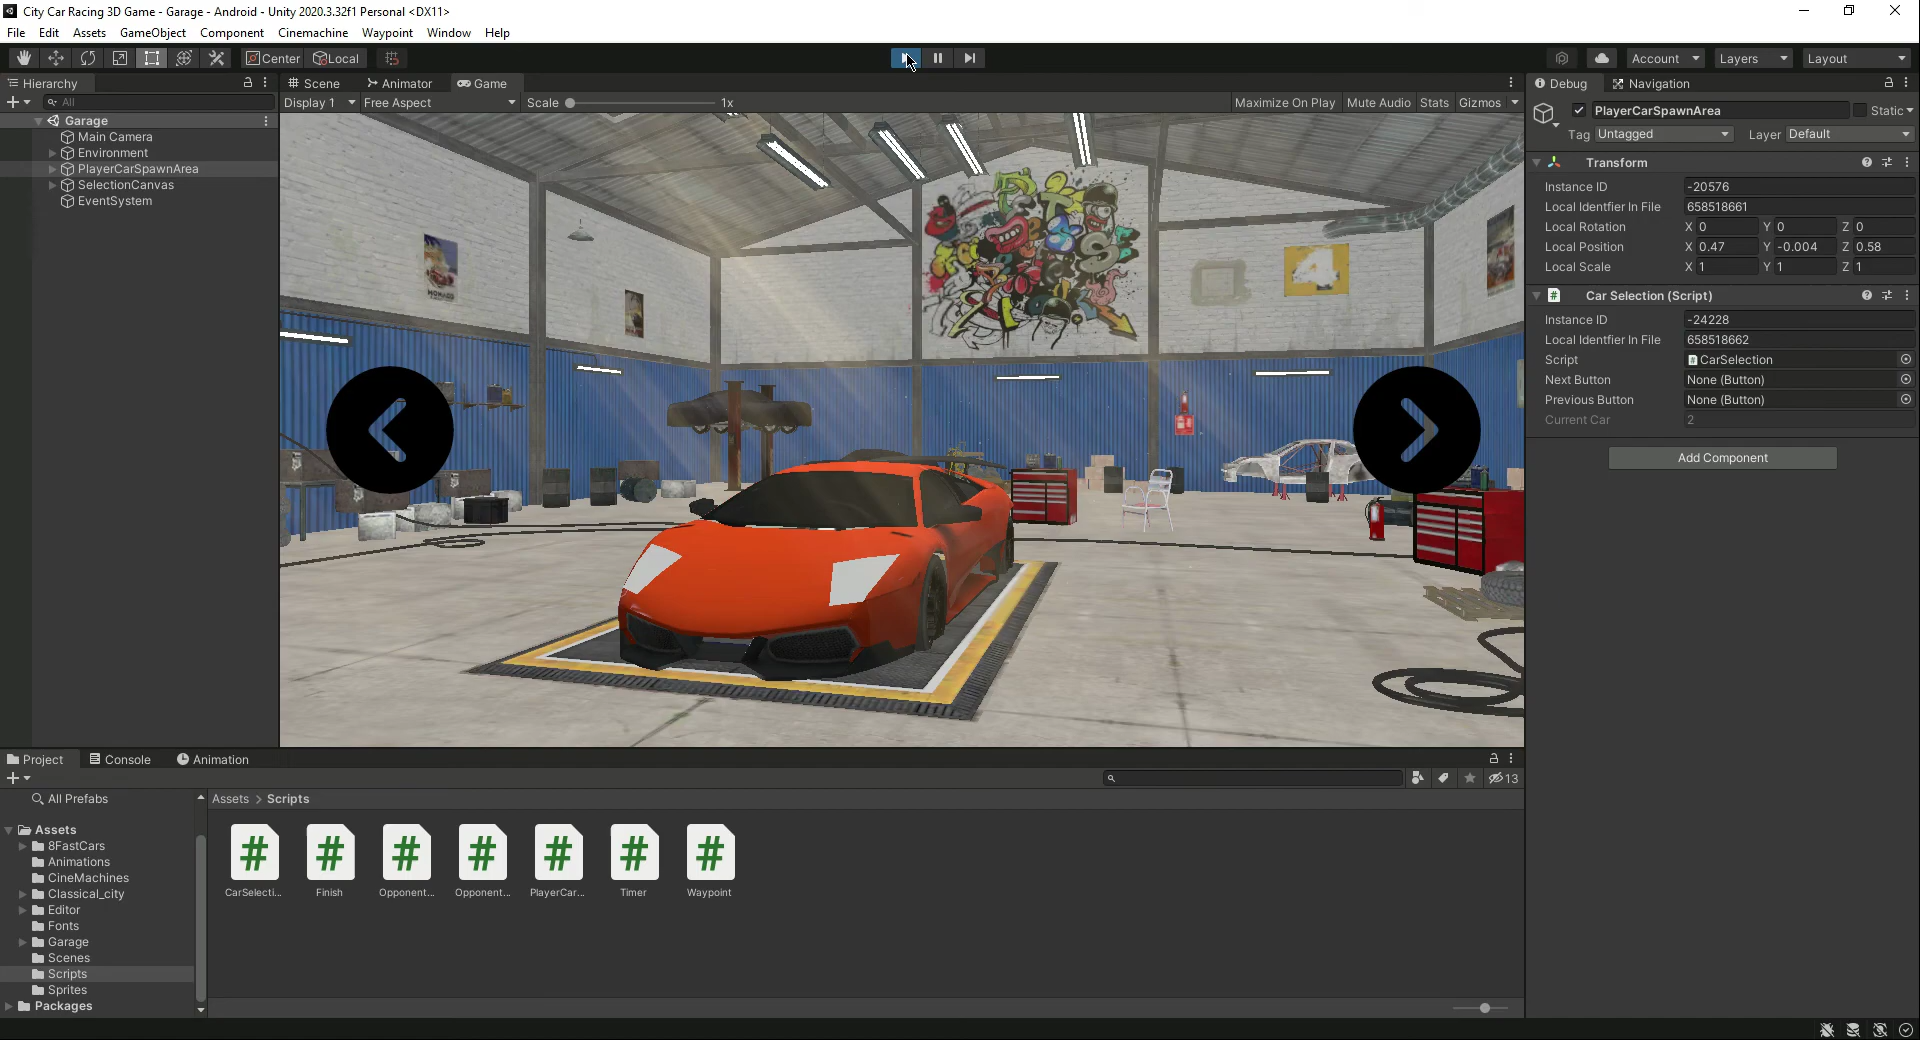 City Car Racing 3D Game - Garage - Android - Unity 2020.3.32f1 Personal <DX11>
File Edit Assets GameObject Component Cinemachine Waypoint Window Help
Center Local Account Layers Layout
Hierarchy Scene Animator Game Debug Navigation
All Display 1 Free Aspect Scale 1x Maximize On Play Mute Audio Stats Gizmos
PlayerCarSpawnArea Static
Tag Untagged Layer Default
Garage
Main Camera
Environment
PlayerCarSpawnArea
SelectionCanvas
EventSystem
MONACO
4
Transform
Instance ID -20576
Local Identfier In File 658518661
Local Rotation X 0 Y 0 Z 0
Local Position X 0.47 Y -0.004 Z 0.58
Local Scale X 1 Y 1 Z 1
# Car Selection (Script)
Instance ID -24228
Local Identfier In File 658518662
Script CarSelection
Next Button None (Button)
Previous Button None (Button)
Current Car 2
Add Component
Project Console Animation
13
All Prefabs
Assets
8FastCars
Animations
CineMachines
Classical_city
Editor
Fonts
Garage
Scenes
Scripts
Sprites
Packages
Assets > Scripts
# # # # # # #
CarSelecti... Finish Opponent... Opponent... PlayerCar... Timer Waypoint